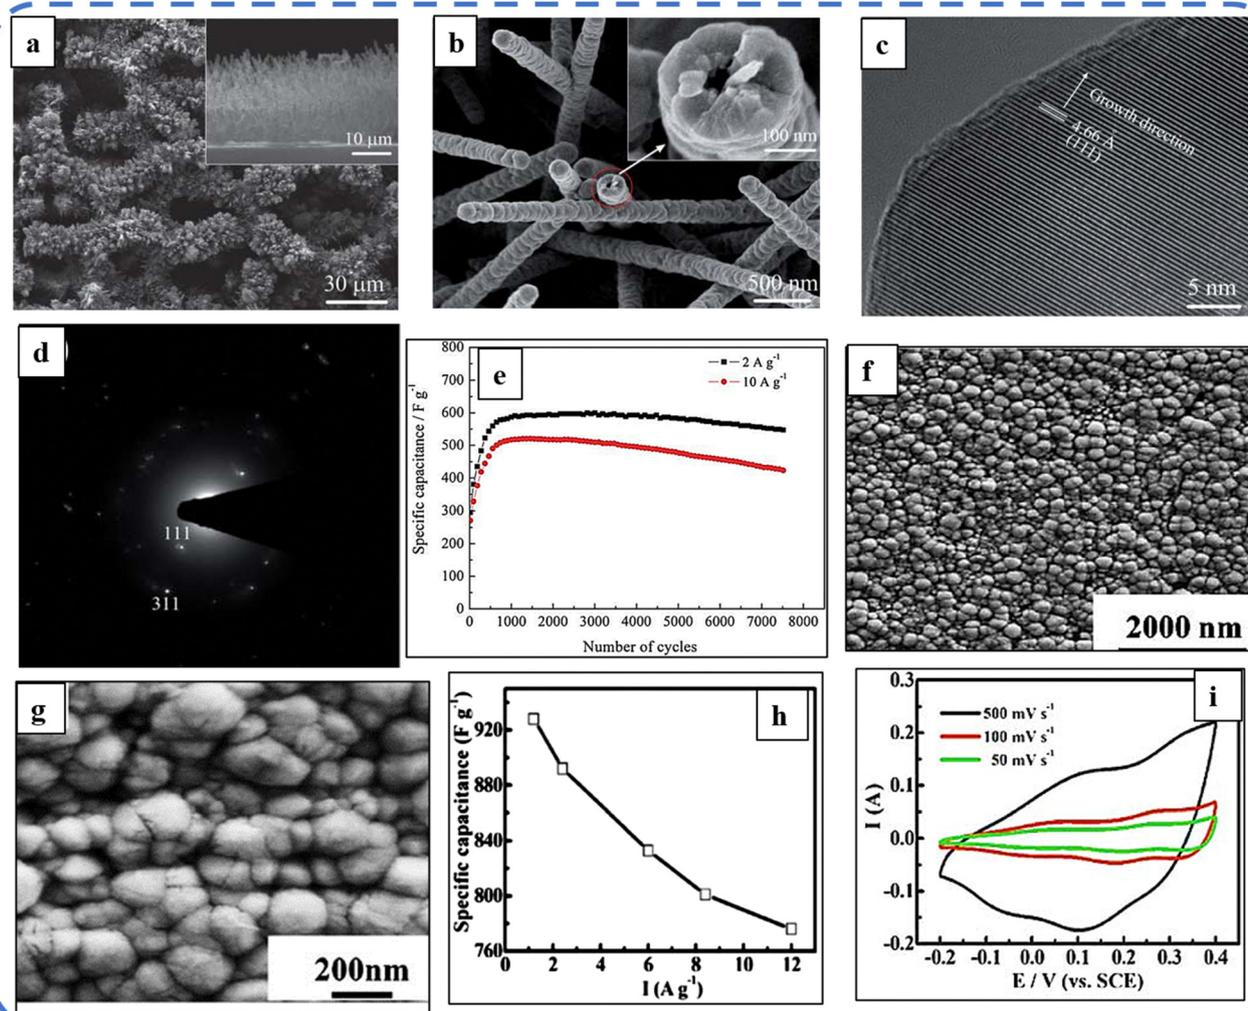 a
10 μm
30 μm
b
100 nm
500 nm
c
Growth direction
4.66 Å
(111)
5 nm
d
111
311
e
2 A g⁻¹
10 A g⁻¹
800
700
600
500
400
300
200
100
0
Specific capacitance / F g⁻¹
0 1000 2000 3000 4000 5000 6000 7000 8000
Number of cycles
f
2000 nm
g
200nm
h
Specific capacitance (F g⁻¹)
920
880
840
800
760
0 2 4 6 8 10 12
I (A g⁻¹)
i
500 mV s⁻¹
100 mV s⁻¹
50 mV s⁻¹
0.3
0.2
0.1
0.0
-0.1
-0.2
I (A)
-0.2 -0.1 0.0 0.1 0.2 0.3 0.4
E / V (vs. SCE)